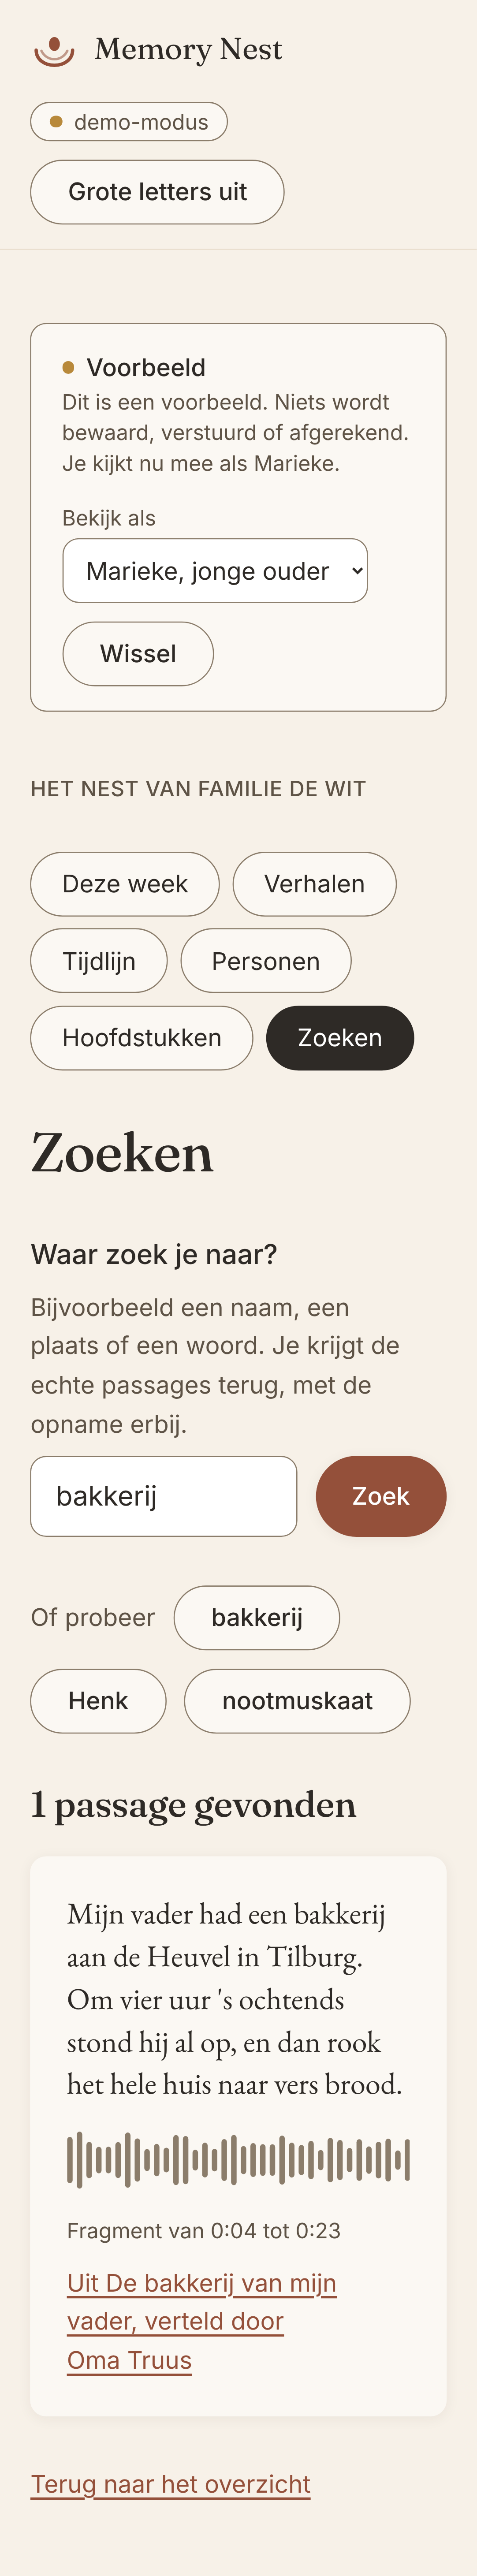 Memory Nest
demo-modus
Grote letters uit
Voorbeeld
Dit is een voorbeeld. Niets wordt
bewaard, verstuurd of afgerekend.
Je kijkt nu mee als Marieke.
Bekijk als
Marieke, jonge ouder
Wissel
HET NEST VAN FAMILIE DE WIT
Deze week
Verhalen
Tijdlijn
Personen
Hoofdstukken
Zoeken
Zoeken
Waar zoek je naar?
Bijvoorbeeld een naam, een
plaats of een woord. Je krijgt de
echte passages terug, met de
opname erbij.
bakkerij
Zoek
Of probeer
bakkerij
Henk
nootmuskaat
1 passage gevonden
Mijn vader had een bakkerij
aan de Heuvel in Tilburg.
Om vier uur 's ochtends
stond hij al op, en dan rook
het hele huis naar vers brood.
Fragment van 0:04 tot 0:23
Uit De bakkerij van mijn
vader, verteld door
Oma Truus
Terug naar het overzicht